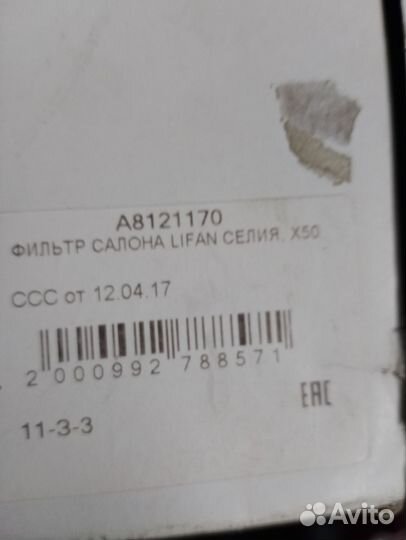 A8121170
ФИЛЬТР САЛОНА LIFAN СЕЛИЯ, X50
ССС от 12.04.17
2 000992 788571
11-3-3
EAC
Avito